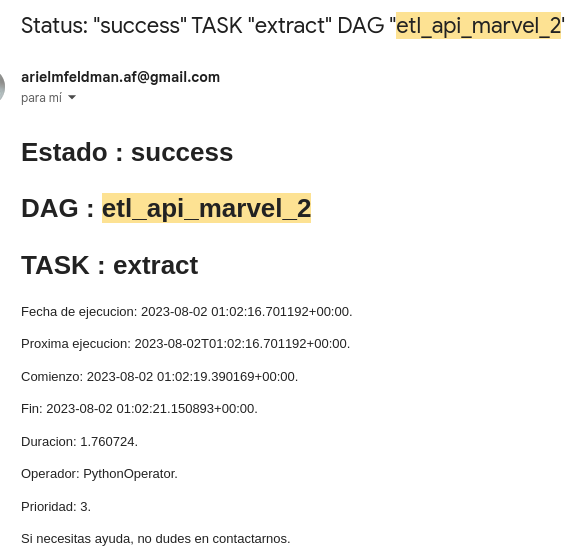 Status: "success" TASK "extract" DAG "etl_api_marvel_2"
arielmfeldman.af@gmail.com
para mí
Estado : success
DAG : etl_api_marvel_2
TASK : extract
Fecha de ejecucion: 2023-08-02 01:02:16.701192+00:00.
Proxima ejecucion: 2023-08-02T01:02:16.701192+00:00.
Comienzo: 2023-08-02 01:02:19.390169+00:00.
Fin: 2023-08-02 01:02:21.150893+00:00.
Duracion: 1.760724.
Operador: PythonOperator.
Prioridad: 3.
Si necesitas ayuda, no dudes en contactarnos.